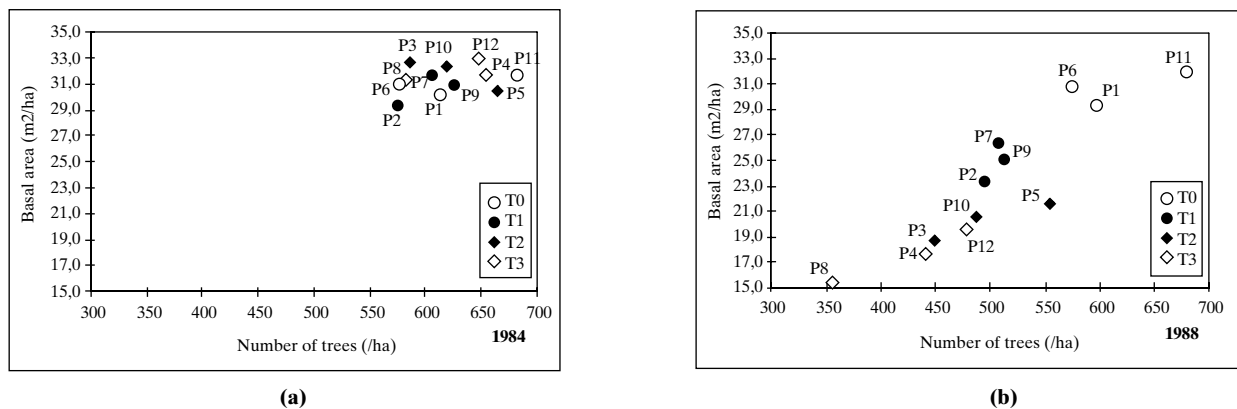 35,0
33,0
31,0
29,0
27,0
25,0
23,0
21,0
19,0
17,0
15,0
Basal area (m2/ha)
P3
P10
P12
P8
P7
P4
P11
P6
P1
P9
P5
P2
T0
T1
T2
T3
300 350 400 450 500 550 600 650 700
1984
Number of trees (/ha)
(a)
35,0
33,0
31,0
29,0
27,0
25,0
23,0
21,0
19,0
17,0
15,0
Basal area (m2/ha)
P6
P11
P1
P7
P9
P2
P5
P10
P3
P12
P4
P8
T0
T1
T2
T3
300 350 400 450 500 550 600 650 700
1988
Number of trees (/ha)
(b)